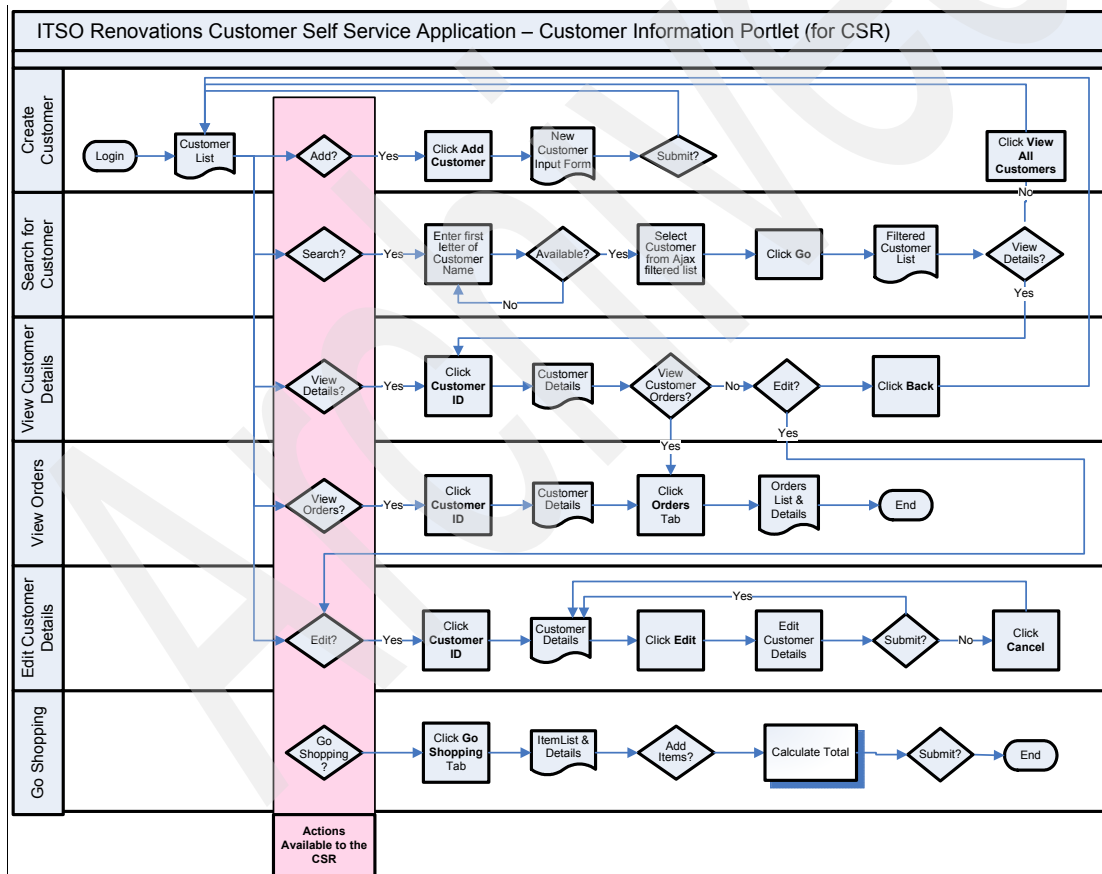 ITSO Renovations Customer Self Service Application – Customer Information Portlet (for CSR)
Create
Customer
Login
Customer
List
Add?
Yes
Click Add
Customer
New
Customer
Input Form
Submit?
Click View
All
Customers
No
Search for
Customer
Search?
Yes
Enter first
letter of
Customer
Name
Available?
No
Yes
Select
Customer
from Ajax
filtered list
Click Go
Filtered
Customer
List
View
Details?
Yes
View Customer
Details
View
Details?
Yes
Click
Customer
ID
Customer
Details
View
Customer
Orders?
No
Edit?
Click Back
Yes
Yes
View Orders
View
Orders?
Yes
Click
Customer
ID
Customer
Details
Click
Orders
Tab
Orders
List &
Details
End
Edit Customer
Details
Edit?
Yes
Click
Customer
ID
Customer
Details
Click Edit
Edit
Customer
Details
Yes
Submit?
No
Click
Cancel
Go Shopping
Go
Shopping
?
Click Go
Shopping
Tab
ItemList &
Details
Add
Items?
Calculate Total
Submit?
End
Actions
Available to the
CSR